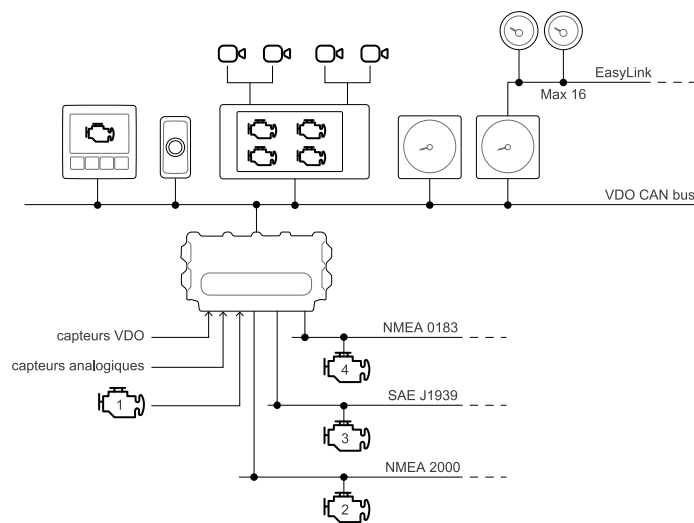 EasyLink
Max 16
VDO CAN bus
capteurs VDO
NMEA 0183
capteurs analogiques
4
1
SAE J1939
3
NMEA 2000
2